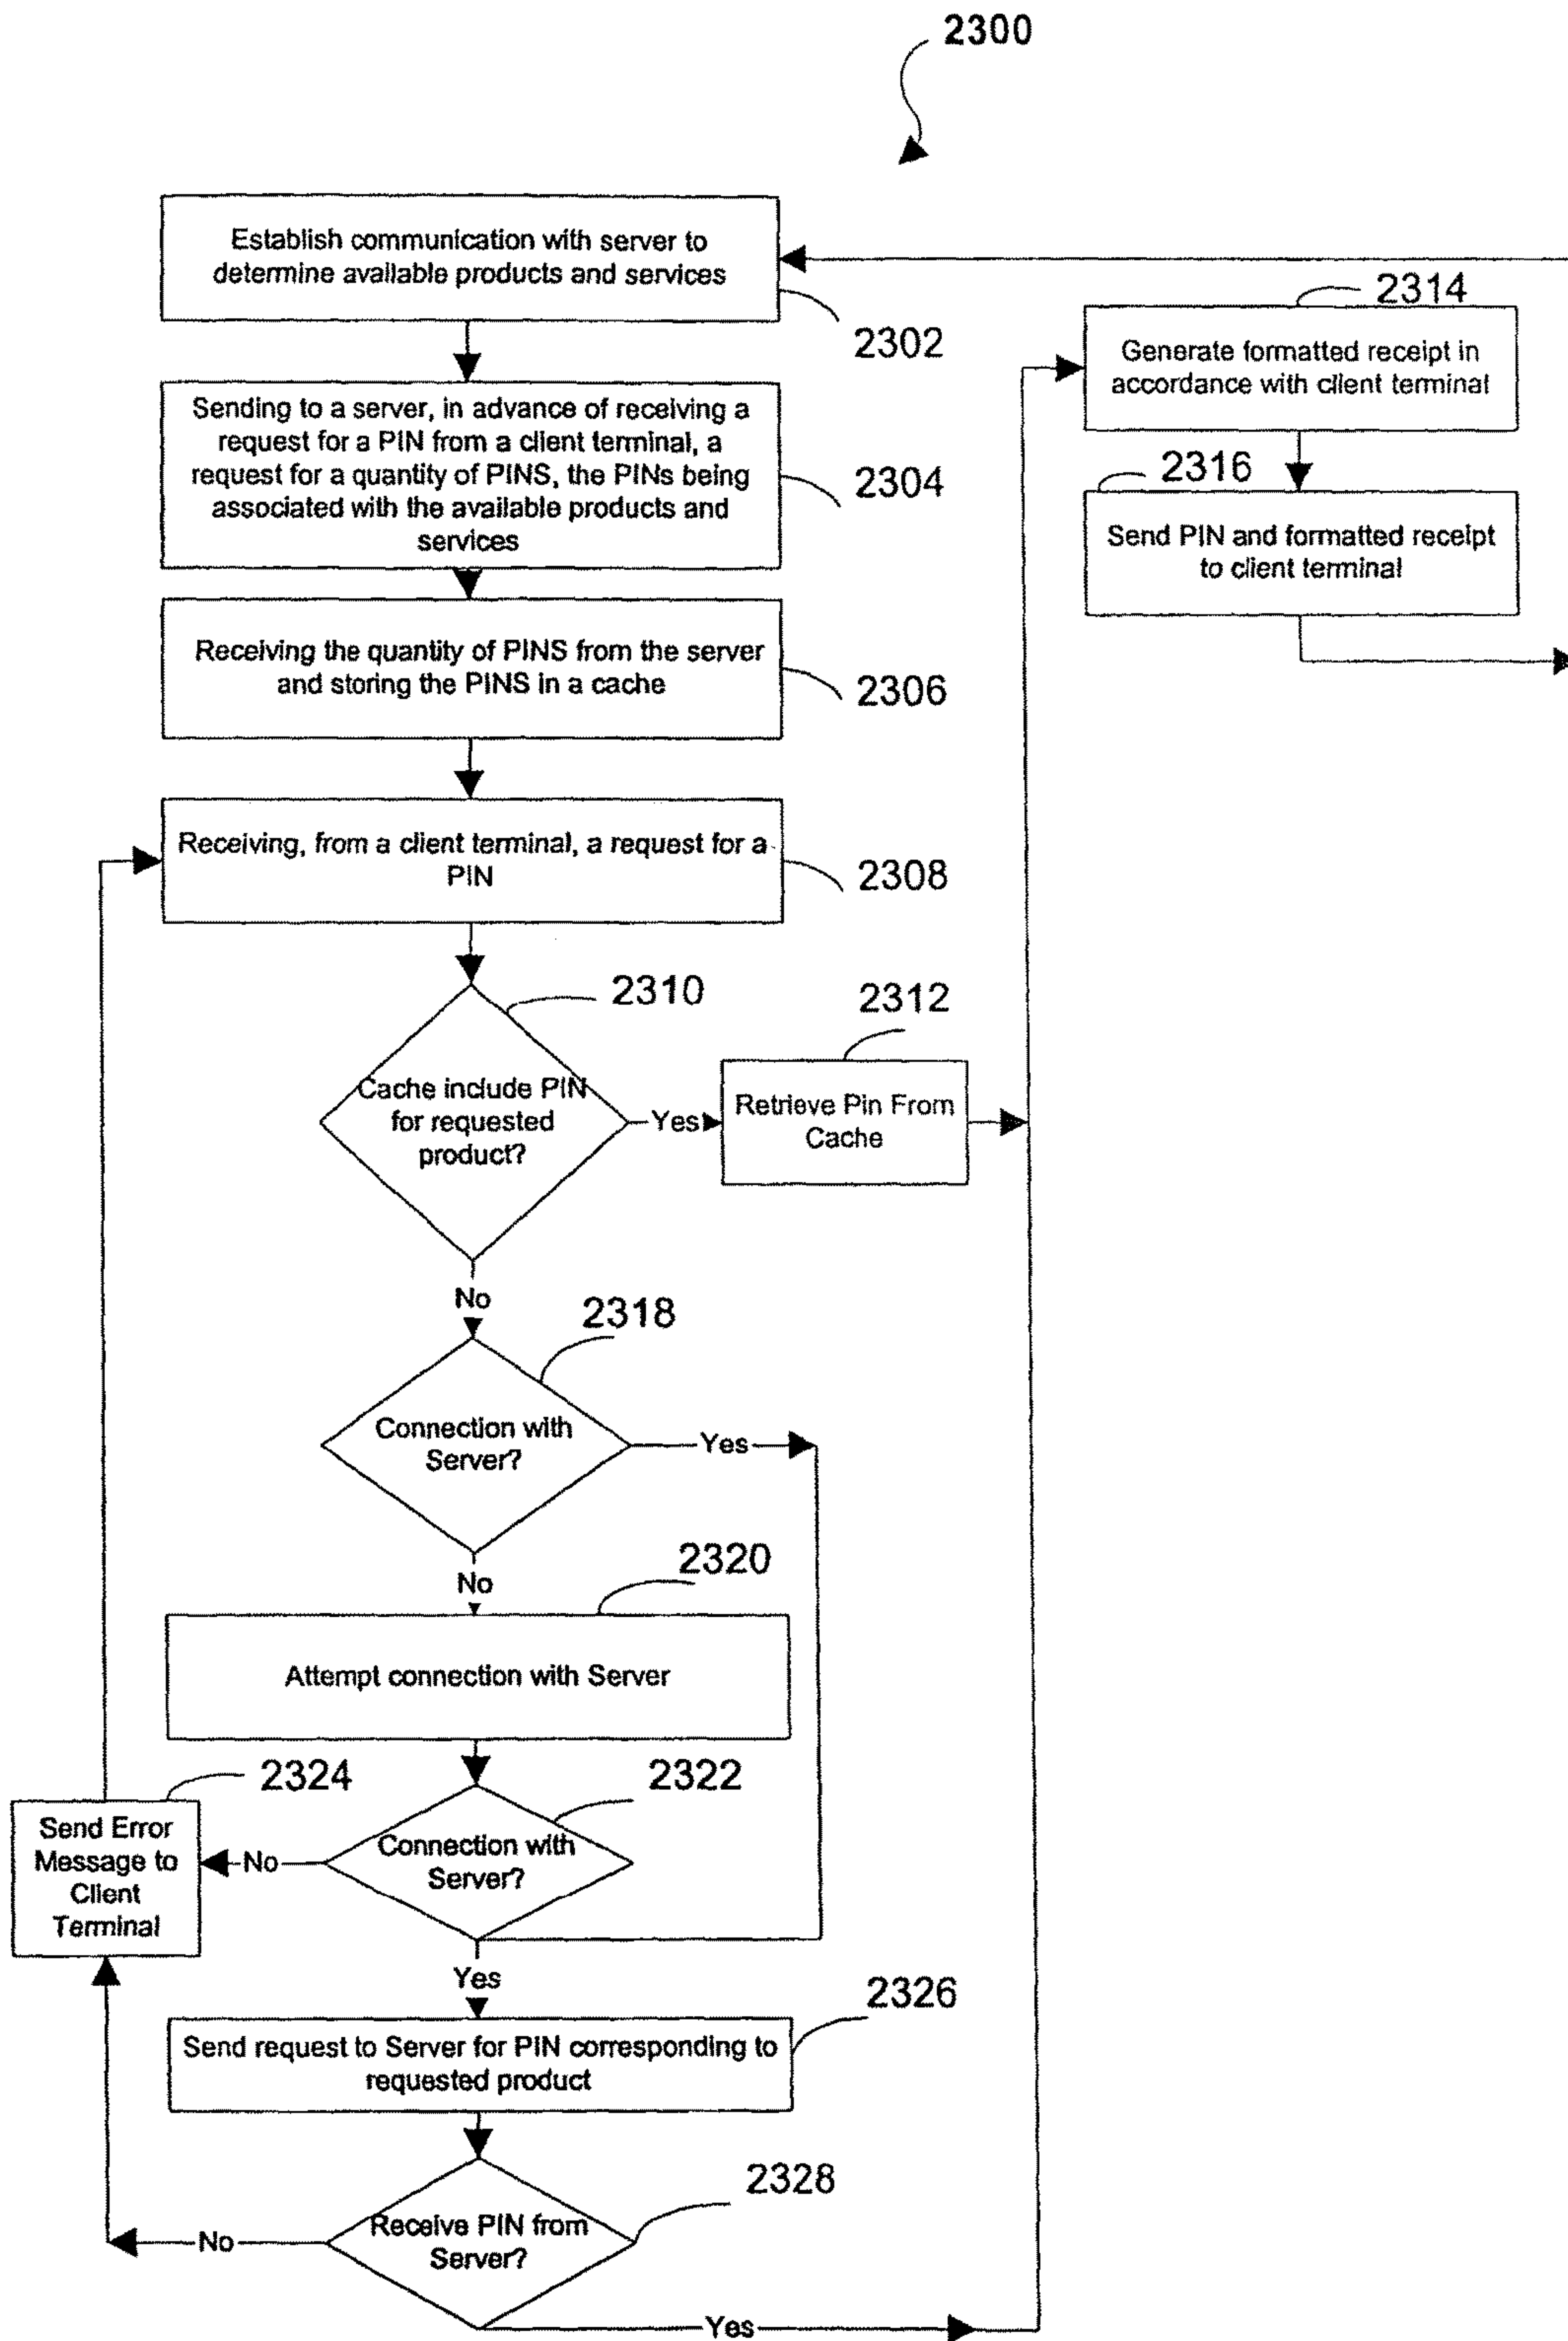 2300
Establish communication with server to
determine available products and services
2302
Sending to a server, in advance of receiving a
request for a PIN from a client terminal, a
request for a quantity of PINS, the PINs being
associated with the available products and
services
2304
Receiving the quantity of PINS from the server
and storing the PINS in a cache
2306
Receiving, from a client terminal, a request for a
PIN
2308
2310
Cache include PIN
for requested
product?
Yes
2312
Retrieve Pin From
Cache
2314
Generate formatted receipt in
accordance with client terminal
2316
Send PIN and formatted receipt
to client terminal
No
2318
Connection with
Server?
Yes
No
2320
Attempt connection with Server
2322
Connection with
Server?
No
2324
Send Error
Message to
Client
Terminal
Yes
2326
Send request to Server for PIN corresponding to
requested product
2328
Receive PIN from
Server?
No
Yes